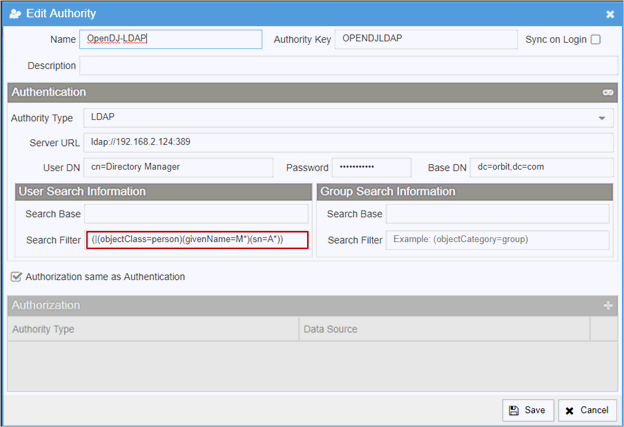 Edit Authority
Name OpenDJ-LDAP Authority Key OPENDJLDAP Sync on Login
Description
Authentication
Authority Type LDAP
Server URL ldap://192.168.2.124:389
User DN cn=Directory Manager Password ••••••••••• Base DN dc=orbit,dc=com
User Search Information Group Search Information
Search Base Search Base
Search Filter (|(objectClass=person)(givenName=M*)(sn=A*)) Search Filter Example: (objectCategory=group)
Authorization same as Authentication
Authorization
Authority Type Data Source
Save Cancel